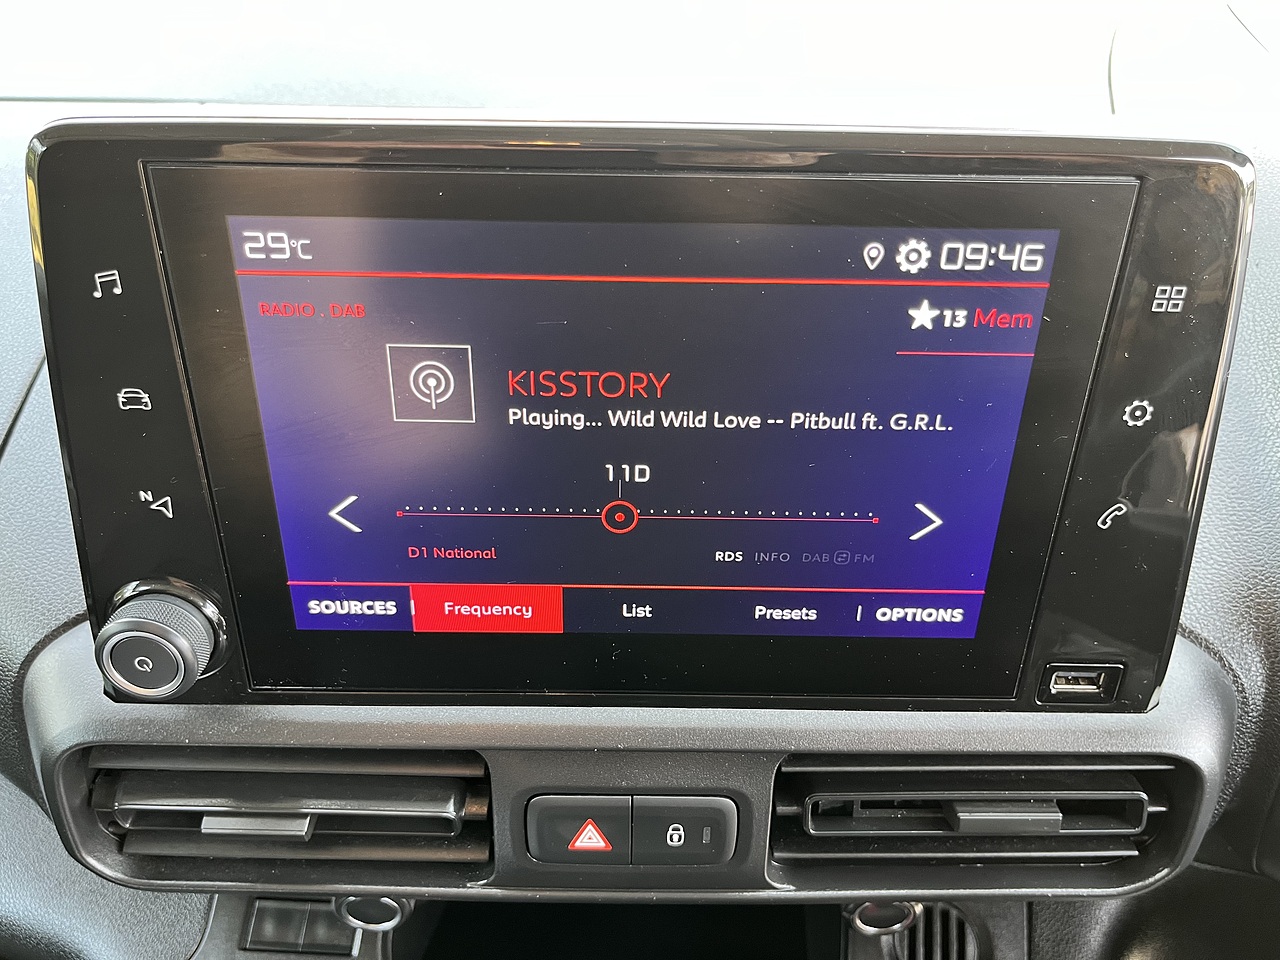 29°C
09:46
RADIO . DAB
13 Mem
KISSTORY
Playing... Wild Wild Love -- Pitbull ft. G.R.L.
11D
D1 National
RDS INFO DAB FM
SOURCES Frequency List Presets OPTIONS
N